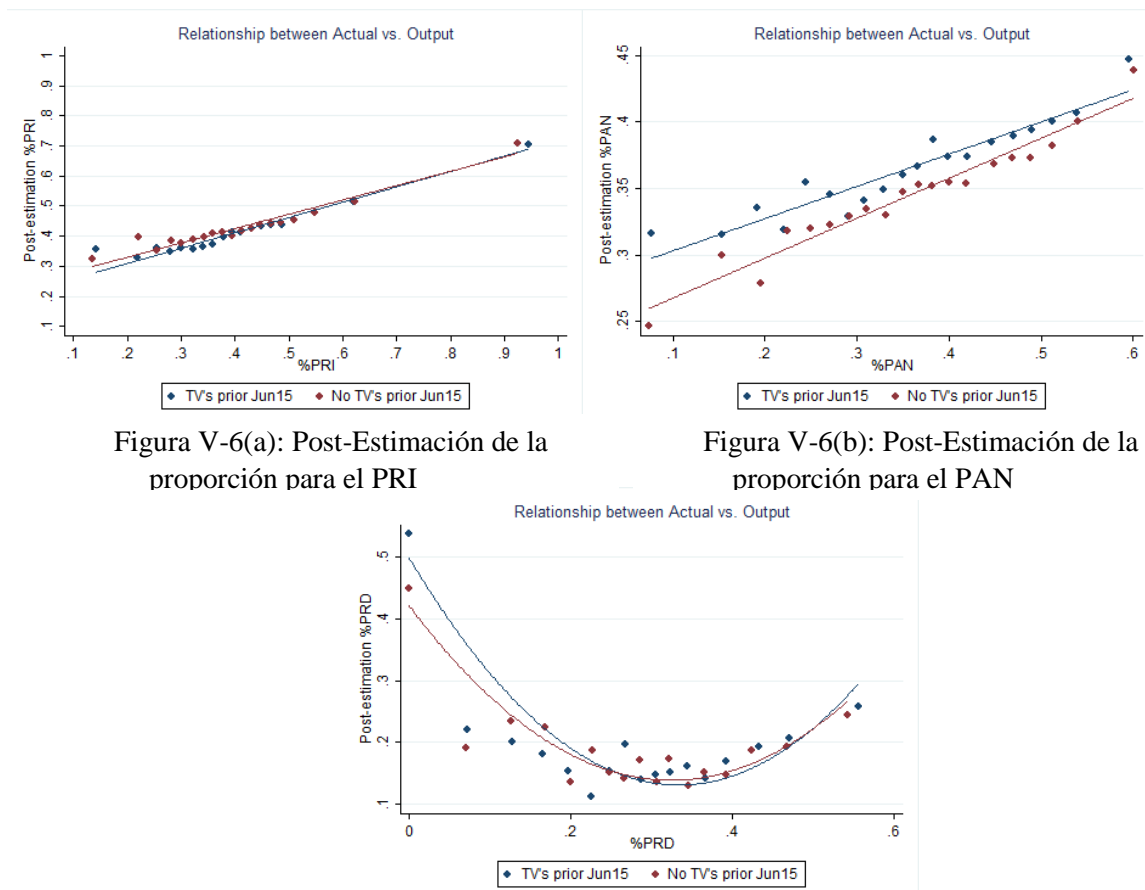 Relationship between Actual vs. Output
Post-estimation %PRI
1
.9
.8
.7
.6
.5
.4
.3
.2
.1
.1 .2 .3 .4 .5 .6 .7 .8 .9 1
%PRI
TV's prior Jun15 No TV's prior Jun15
Figura V-6(a): Post-Estimación de la
proporción para el PRI
Relationship between Actual vs. Output
Post-estimation %PAN
.45
.4
.35
.3
.25
.1 .2 .3 .4 .5 .6
%PAN
TV's prior Jun15 No TV's prior Jun15
Figura V-6(b): Post-Estimación de la
proporción para el PAN
Relationship between Actual vs. Output
Post-estimation %PRD
.5
.4
.3
.2
.1
0 .2 .4 .6
%PRD
TV's prior Jun15 No TV's prior Jun15